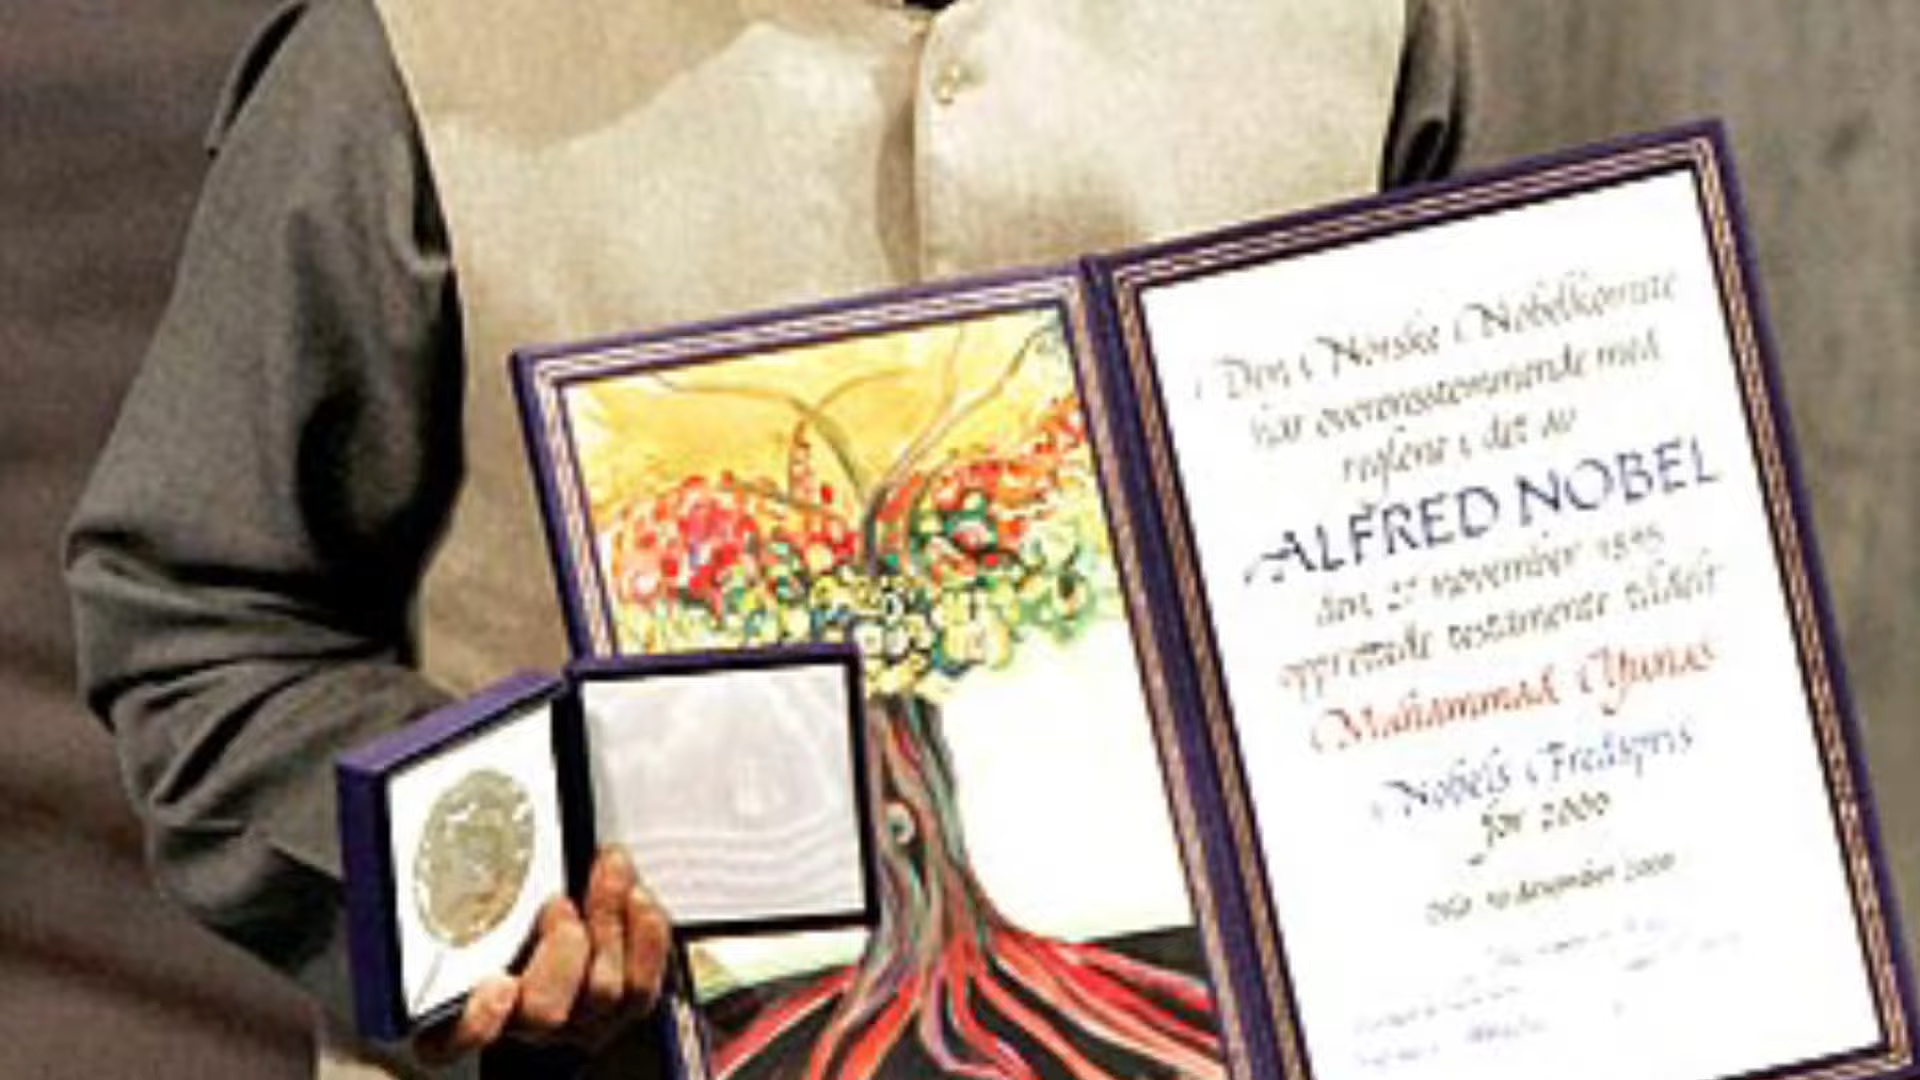 Den Norske Nobelkomite
har overensstemmende med
reglene i det av
ALFRED NOBEL
den 27 november 1895
opprettede testamente tildelt
Muhammad Yunus
Nobels Fredspris
for 2006
Oslo, 10 desember 2006